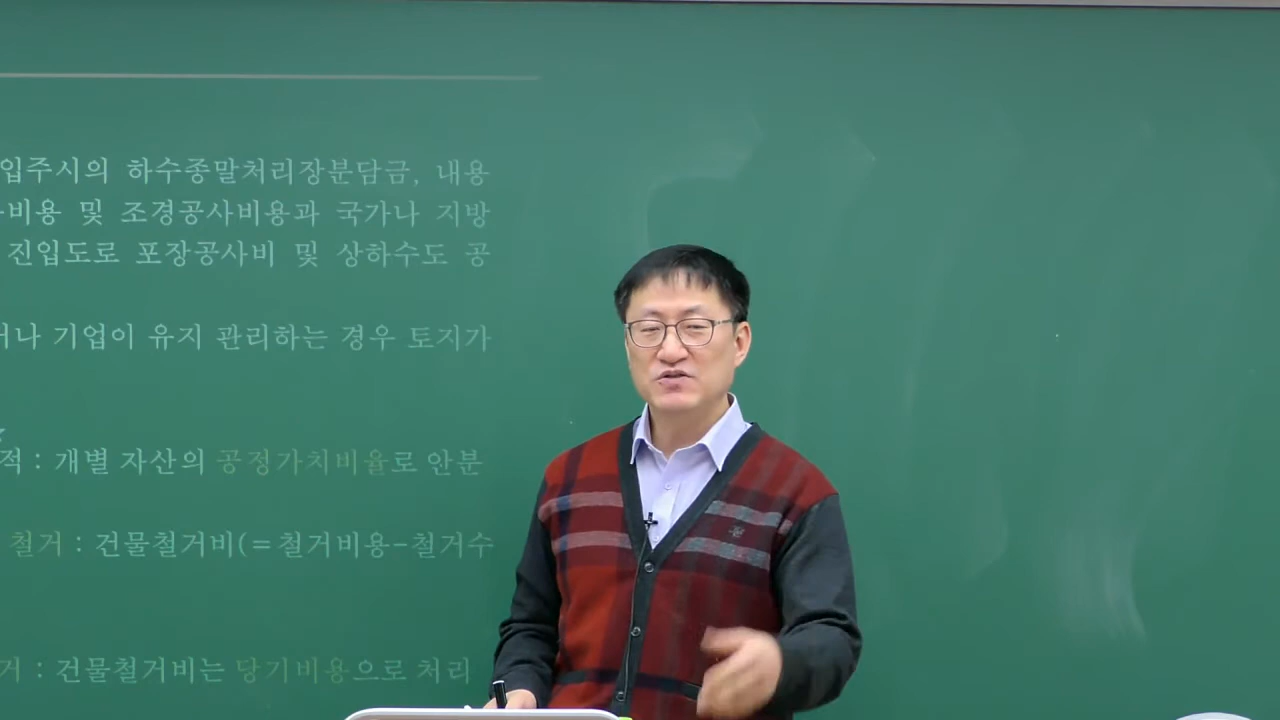 입주시의 하수종말처리장분담금, 내용
비용 및 조경공사비용과 국가나 지방
진입도로 포장공사비 및 상하수도 공
나 기업이 유지 관리하는 경우 토지가
적 : 개별 자산의 공정가치비율로 안분
철거 : 건물철거비(=철거비용-철거수
거 : 건물철거비는 당기비용으로 처리